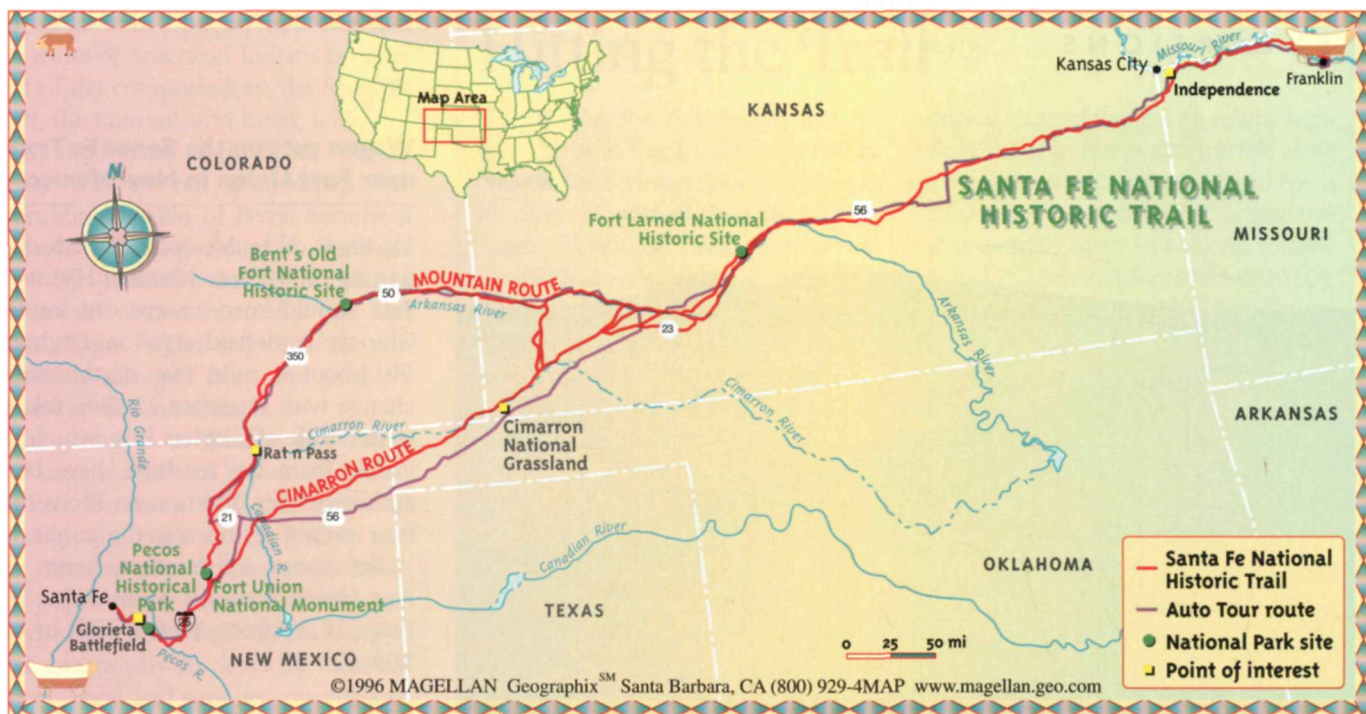 Missouri River
Kansas City
Franklin
Independence
KANSAS
Map Area
COLORADO
N
SANTA FE NATIONAL
HISTORIC TRAIL
MISSOURI
Fort Larned National
Historic Site
56
Bent's Old
Fort National
Historic Site
50
MOUNTAIN ROUTE
Arkansas River
23
Arkansas River
350
Rio Grande
Cimarron River
Cimarron River
ARKANSAS
Cimarron
National
Grassland
Rat n Pass
CIMARRON ROUTE
21
56
Canadian R.
Canadian River
Pecos
National
Historical
Park
Fort Union
National Monument
OKLAHOMA
TEXAS
Santa Fe
25
Glorieta
Battlefield
Pecos R.
NEW MEXICO
Santa Fe National
Historic Trail
Auto Tour route
National Park site
Point of interest
0 25 50 mi
©1996 MAGELLAN Geographix℠ Santa Barbara, CA (800) 929-4MAP www.magellan.geo.com